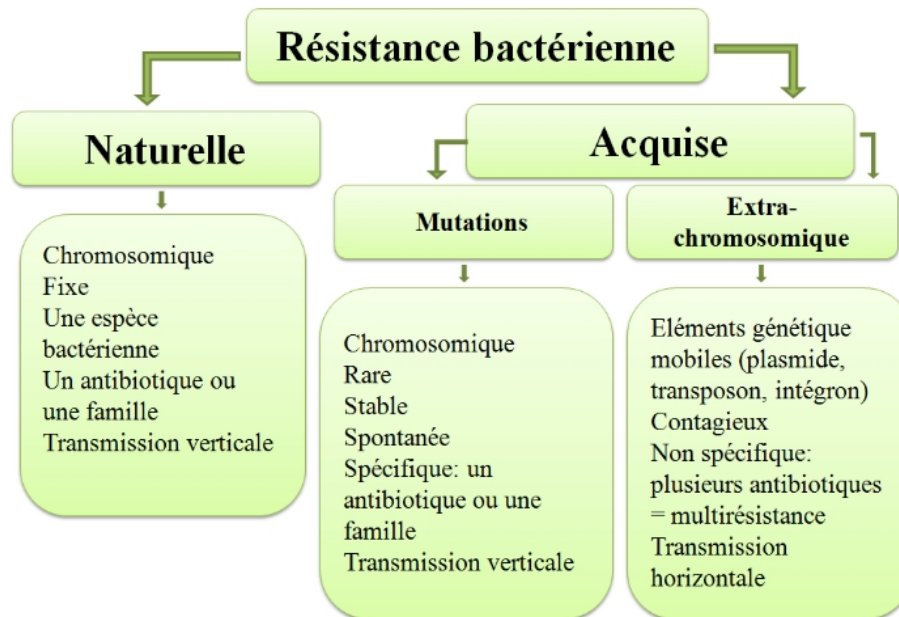 Résistance bactérienne
Naturelle
Acquise
Mutations
Extra-
chromosomique
Chromosomique
Fixe
Une espèce
bactérienne
Un antibiotique ou
une famille
Transmission verticale
Chromosomique
Rare
Stable
Spontanée
Spécifique: un
antibiotique ou une
famille
Transmission verticale
Eléments génétique
mobiles (plasmide,
transposon, intégron)
Contagieux
Non spécifique:
plusieurs antibiotiques
= multirésistance
Transmission
horizontale